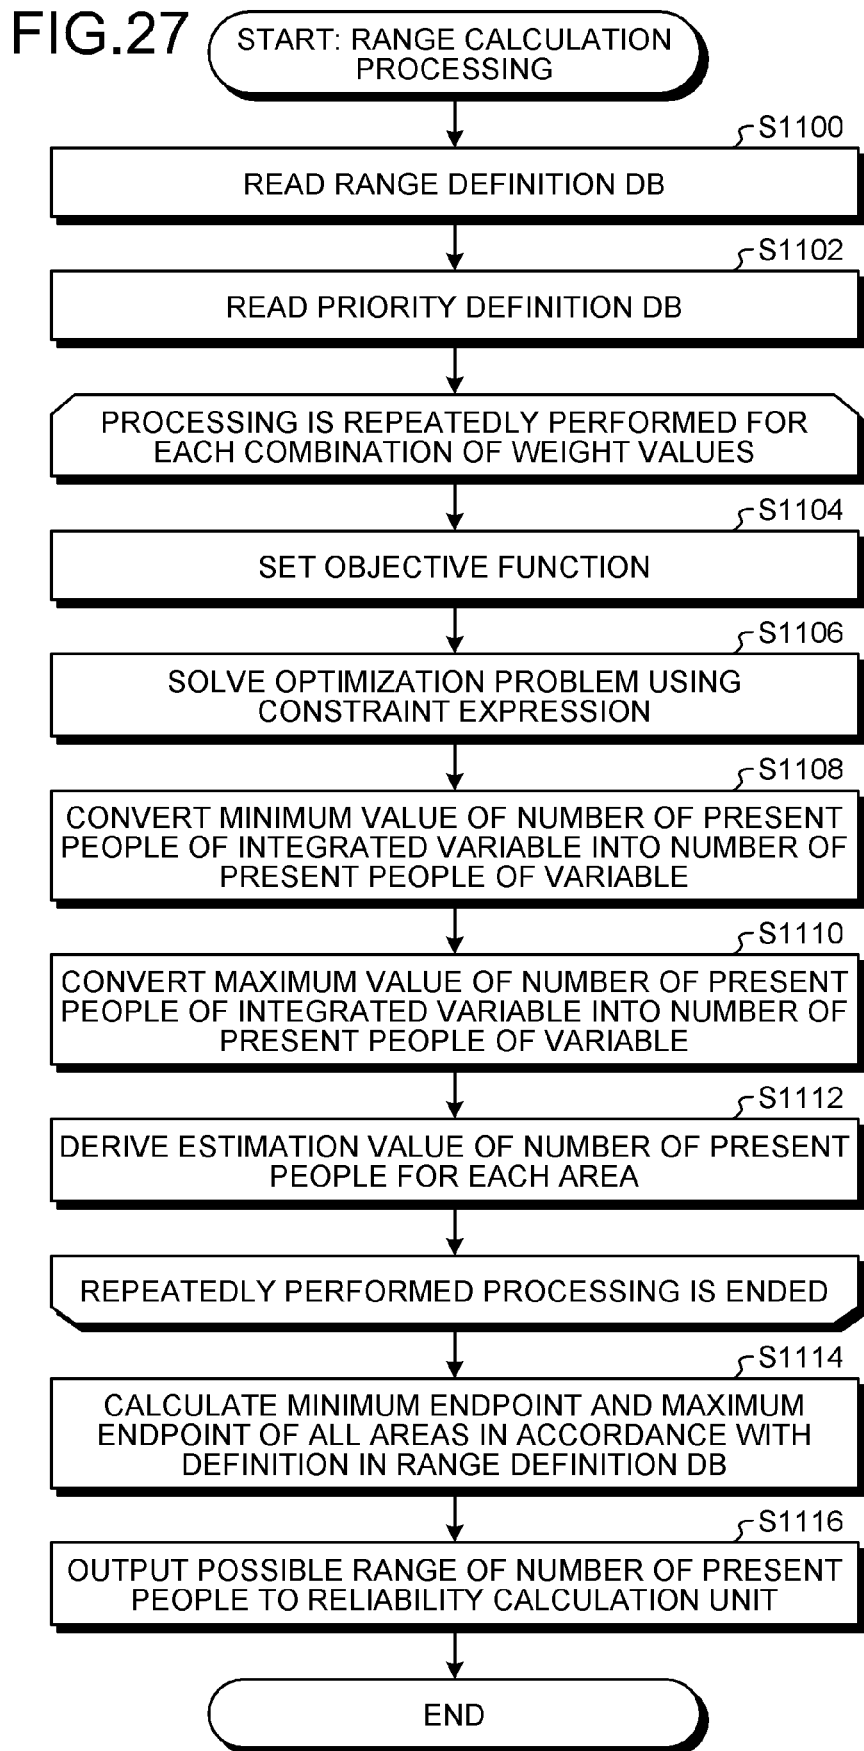 FIG.27
START: RANGE CALCULATION
PROCESSING
S1100
READ RANGE DEFINITION DB
S1102
READ PRIORITY DEFINITION DB
PROCESSING IS REPEATEDLY PERFORMED FOR
EACH COMBINATION OF WEIGHT VALUES
S1104
SET OBJECTIVE FUNCTION
S1106
SOLVE OPTIMIZATION PROBLEM USING
CONSTRAINT EXPRESSION
S1108
CONVERT MINIMUM VALUE OF NUMBER OF PRESENT
PEOPLE OF INTEGRATED VARIABLE INTO NUMBER OF
PRESENT PEOPLE OF VARIABLE
S1110
CONVERT MAXIMUM VALUE OF NUMBER OF PRESENT
PEOPLE OF INTEGRATED VARIABLE INTO NUMBER OF
PRESENT PEOPLE OF VARIABLE
S1112
DERIVE ESTIMATION VALUE OF NUMBER OF PRESENT
PEOPLE FOR EACH AREA
REPEATEDLY PERFORMED PROCESSING IS ENDED
S1114
CALCULATE MINIMUM ENDPOINT AND MAXIMUM
ENDPOINT OF ALL AREAS IN ACCORDANCE WITH
DEFINITION IN RANGE DEFINITION DB
S1116
OUTPUT POSSIBLE RANGE OF NUMBER OF PRESENT
PEOPLE TO RELIABILITY CALCULATION UNIT
END